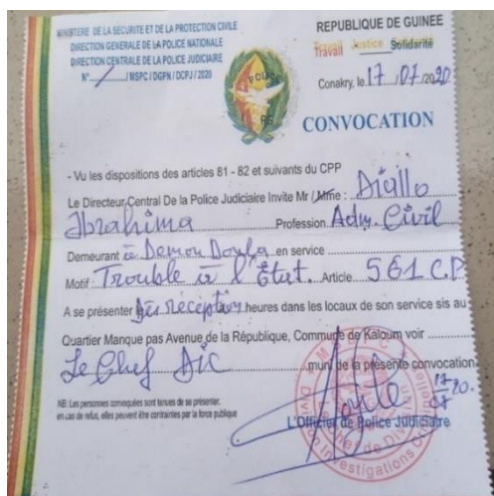 MINISTERE DE LA SECURITE ET DE LA PROTECTION CIVILE
DIRECTION GENERALE DE LA POLICE NATIONALE
DIRECTION CENTRALE DE LA POLICE JUDICIAIRE
N° / MSPC / DGPN / DCPJ / 2020
REPUBLIQUE DE GUINEE
Travail Justice Solidarité
Conakry, le 17 / 07 / 2020
POLICE
CONVOCATION
- Vu les dispositions des articles 81 - 82 et suivants du CPP
Le Directeur Central De la Police Judiciaire Invite Mr / Mme : Diallo
Ibrahima Profession Adm. Civil
Demeurant à Demou Doula en service
Motif : Trouble à l'Etat. Article 561 C.P
A se présenter dès reception heures dans les locaux de son service sis au
Quartier Manque pas Avenue de la République, Commune de Kaloum voir
Le Chef DIC muni de la présente convocation
NB: Les personnes convoquées sont tenues de se présenter,
en cas de refus, elles peuvent être contraintes par la force publique
17/07/20.
L'Officier de Police Judiciaire